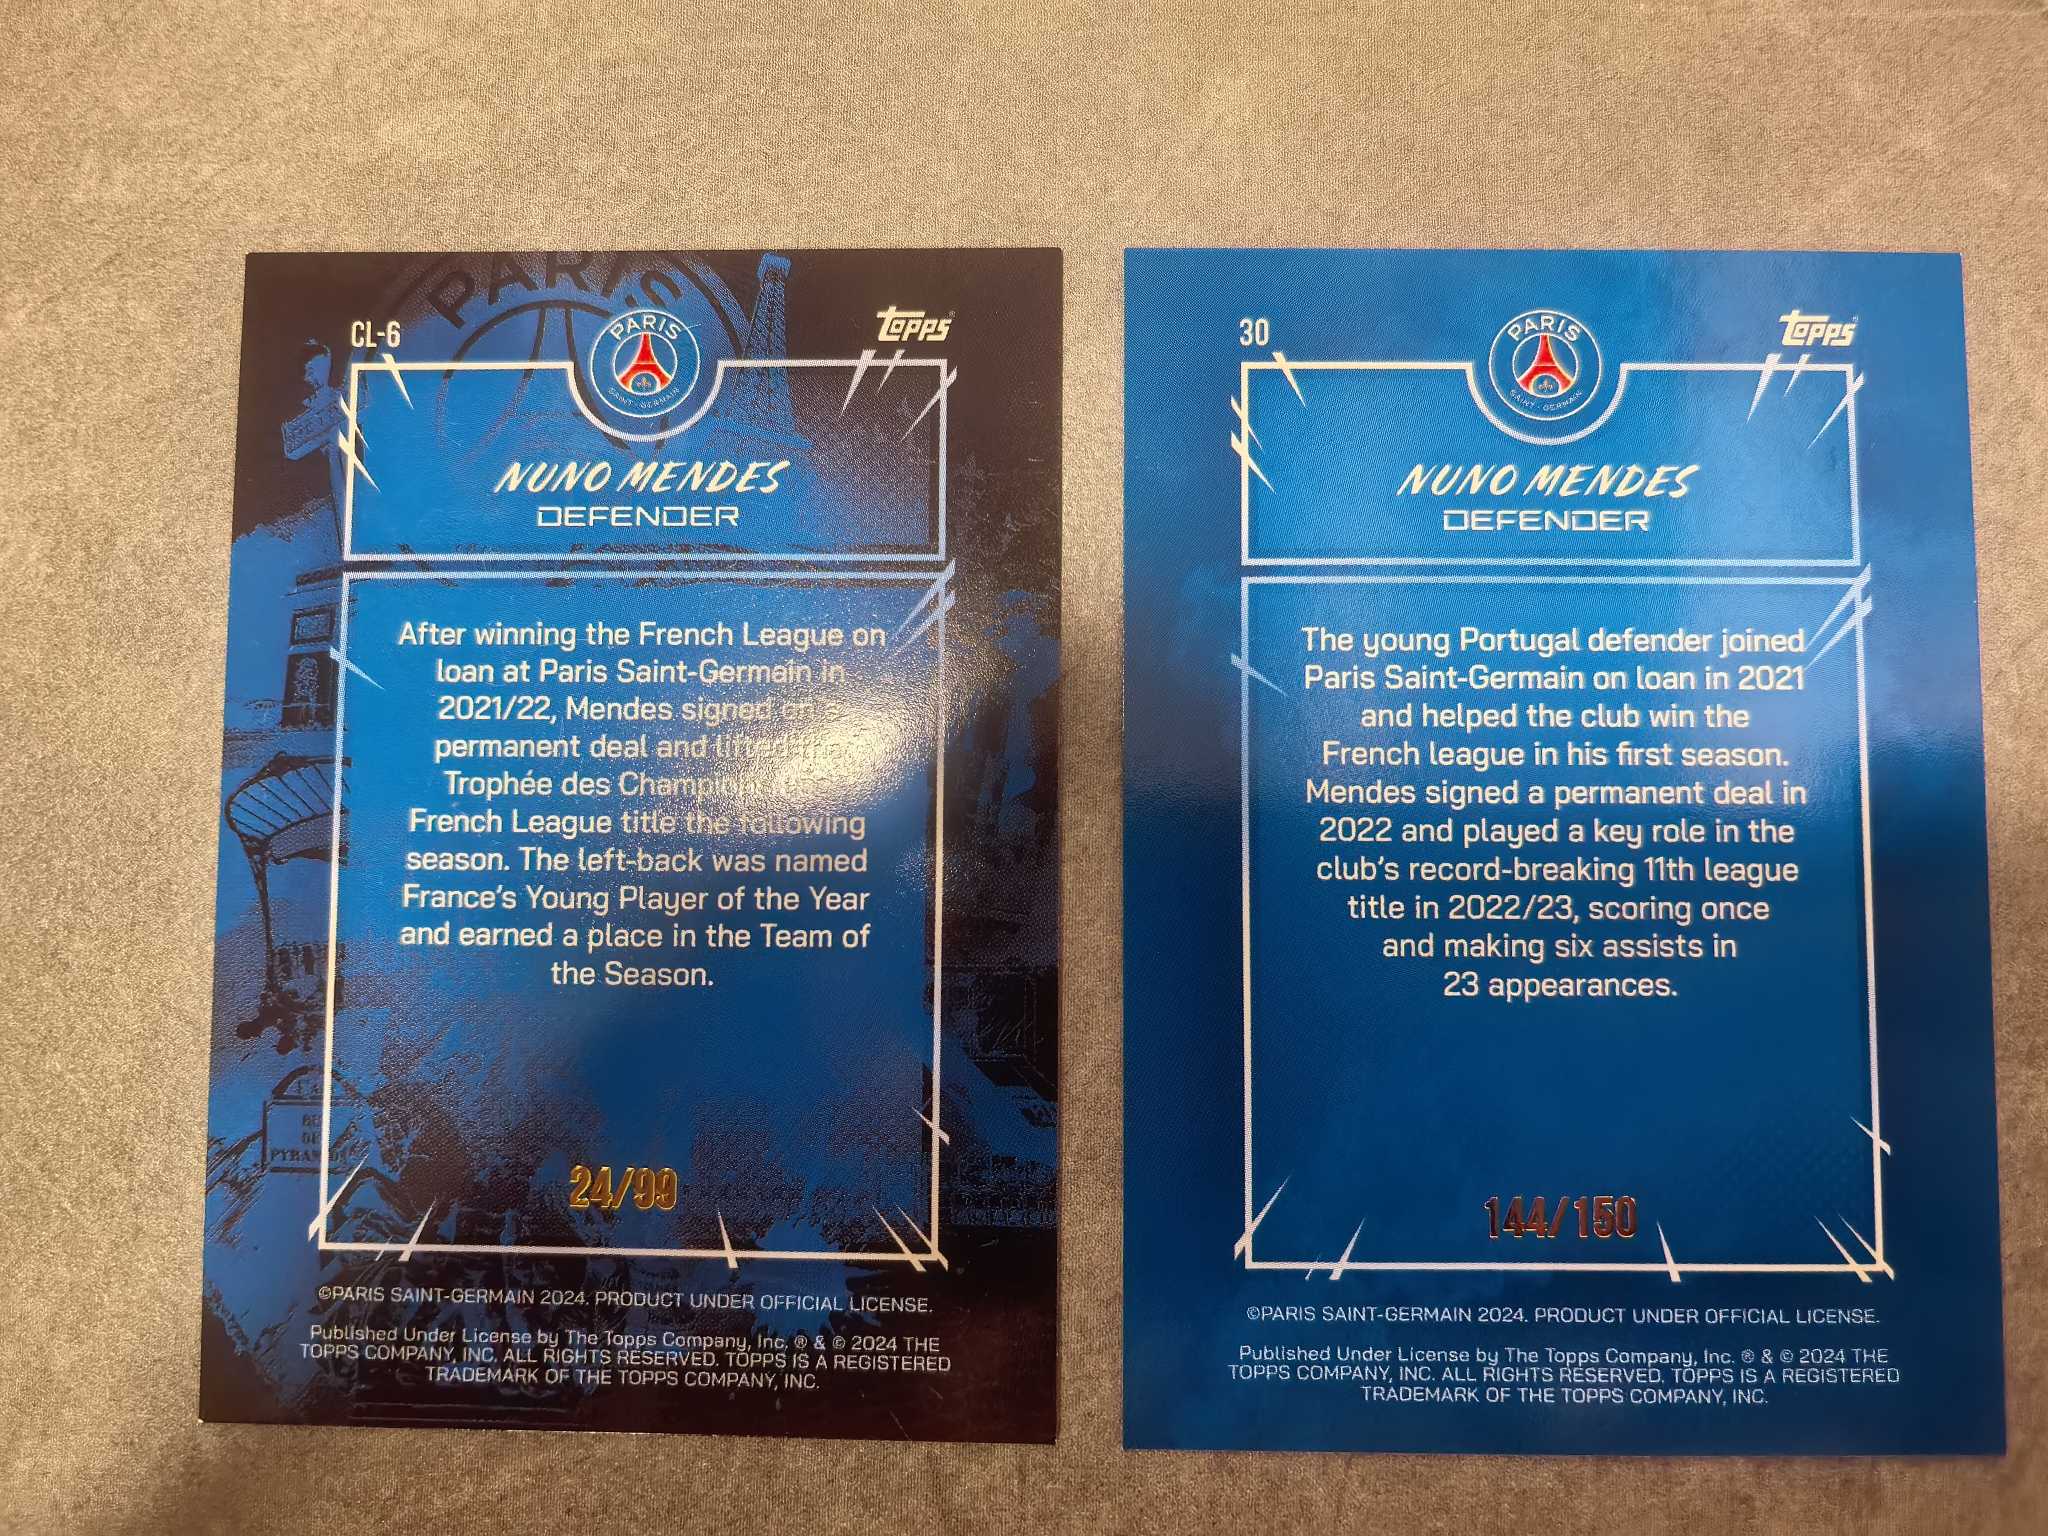 PARIS
CL-6
PARIS
SAINT-GERMAIN
topps
NUNO MENDES
DEFENDER
After winning the French League on
loan at Paris Saint-Germain in
2021/22, Mendes signed on a
permanent deal and lifted
Trophée des
French League title the following
season. The left-back was named
France's Young Player of the Year
and earned a place in the Team of
the Season.
24/99
©PARIS SAINT-GERMAIN 2024. PRODUCT UNDER OFFICIAL LICENSE.
Published Under License by The Topps Company, Inc. ® & © 2024 THE
TOPPS COMPANY, INC. ALL RIGHTS RESERVED. TOPPS IS A REGISTERED
TRADEMARK OF THE TOPPS COMPANY, INC.
30
PARIS
SAINT-GERMAIN
topps
NUNO MENDES
DEFENDER
The young Portugal defender joined
Paris Saint-Germain on loan in 2021
and helped the club win the
French league in his first season.
Mendes signed a permanent deal in
2022 and played a key role in the
club's record-breaking 11th league
title in 2022/23, scoring once
and making six assists in
23 appearances.
144/150
©PARIS SAINT-GERMAIN 2024. PRODUCT UNDER OFFICIAL LICENSE.
Published Under License by The Topps Company, Inc. ® & © 2024 THE
TOPPS COMPANY, INC. ALL RIGHTS RESERVED. TOPPS IS A REGISTERED
TRADEMARK OF THE TOPPS COMPANY, INC.